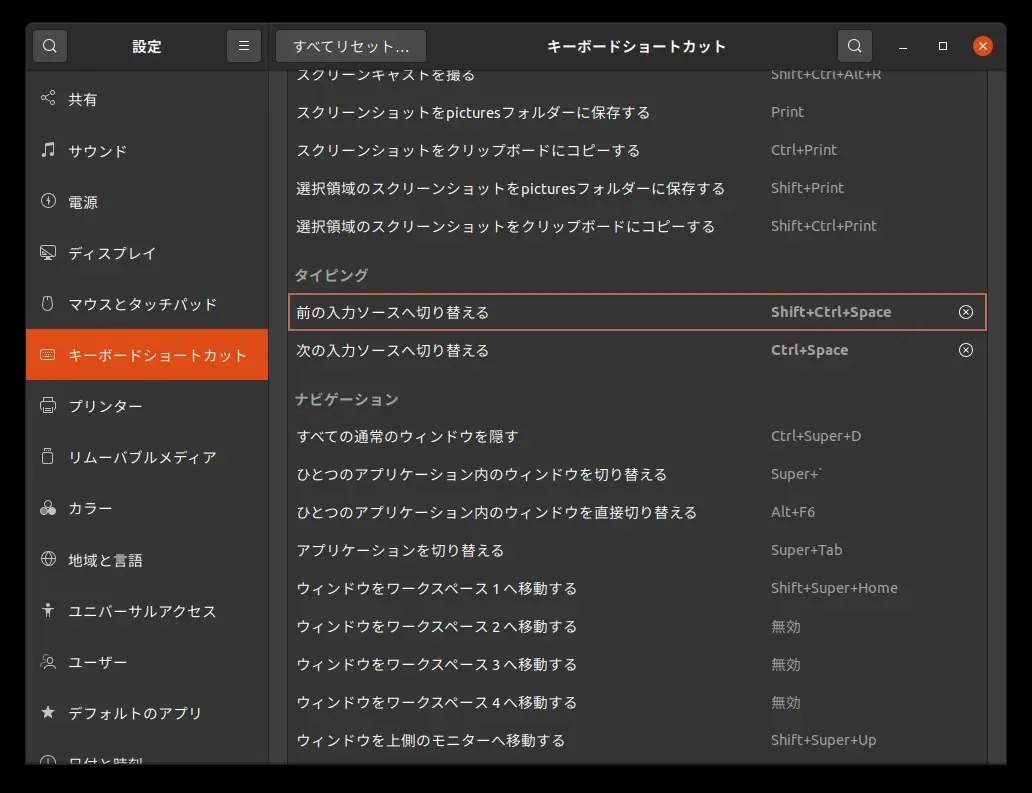 設定
すべてリセット...
キーボードショートカット
共有
サウンド
電源
ディスプレイ
マウスとタッチパッド
キーボードショートカット
プリンター
リムーバブルメディア
カラー
地域と言語
ユニバーサルアクセス
ユーザー
デフォルトのアプリ
日付と時刻
スクリーンキャストを撮る Shift+Ctrl+Alt+R
スクリーンショットをpicturesフォルダーに保存する Print
スクリーンショットをクリップボードにコピーする Ctrl+Print
選択領域のスクリーンショットをpicturesフォルダーに保存する Shift+Print
選択領域のスクリーンショットをクリップボードにコピーする Shift+Ctrl+Print
タイピング
前の入力ソースへ切り替える Shift+Ctrl+Space
次の入力ソースへ切り替える Ctrl+Space
ナビゲーション
すべての通常のウィンドウを隠す Ctrl+Super+D
ひとつのアプリケーション内のウィンドウを切り替える Super+`
ひとつのアプリケーション内のウィンドウを直接切り替える Alt+F6
アプリケーションを切り替える Super+Tab
ウィンドウをワークスペース 1 へ移動する Shift+Super+Home
ウィンドウをワークスペース 2 へ移動する 無効
ウィンドウをワークスペース 3 へ移動する 無効
ウィンドウをワークスペース 4 へ移動する 無効
ウィンドウを上側のモニターへ移動する Shift+Super+Up